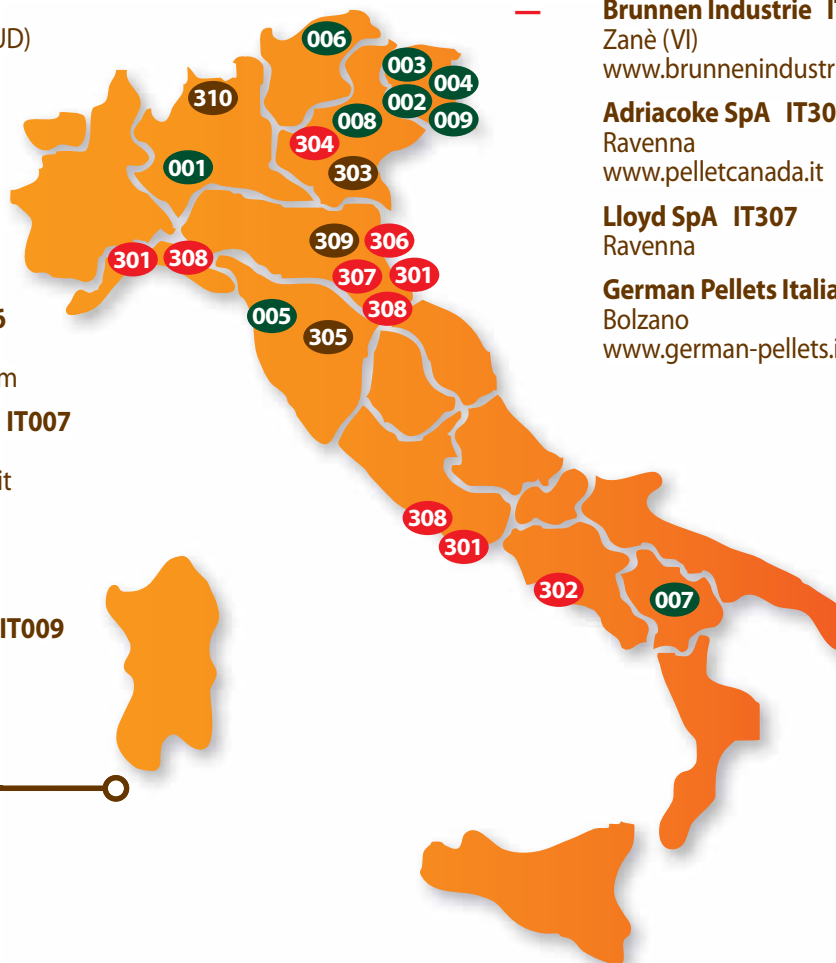 UD)
006
003
004
002
009
008
310
304
001
303
309
306
301
308
307
301
308
005
305
308
301
302
007
6
m
IT007
it
IT009
Brunnen Industrie
Zanè (VI)
www.brunnenindustr
Adriacoke SpA IT30
Ravenna
www.pelletcanada.it
Lloyd SpA IT307
Ravenna
German Pellets Italia
Bolzano
www.german-pellets.i